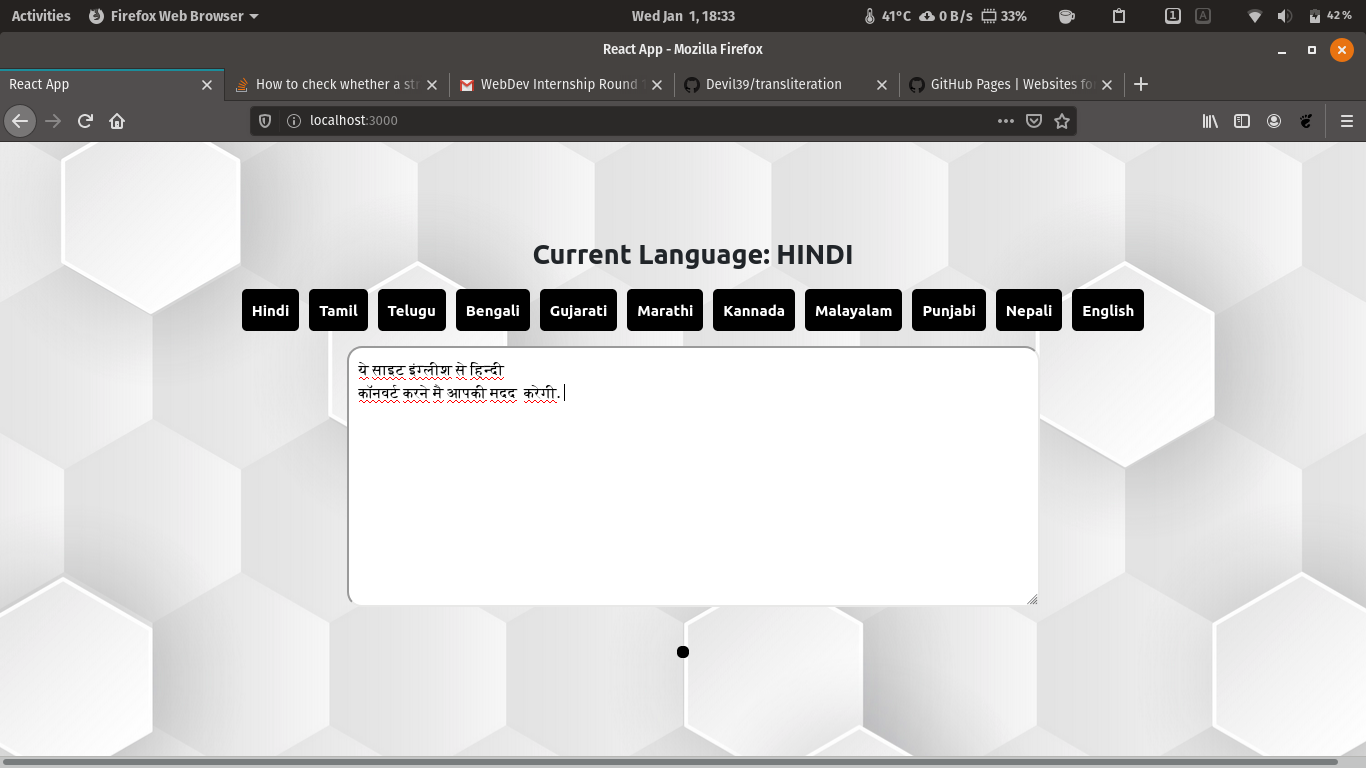 Activities Firefox Web Browser Wed Jan 1, 18:33 41°C 0 B/s 33% 1 A 42 %
React App - Mozilla Firefox
React App How to check whether a str WebDev Internship Round Devil39/transliteration GitHub Pages | Websites fo
localhost:3000
Current Language: HINDI
Hindi Tamil Telugu Bengali Gujarati Marathi Kannada Malayalam Punjabi Nepali English
ये साइट इंग्लीश से हिन्दी
कॉनवर्ट करने मै आपकी मदद करेगी.